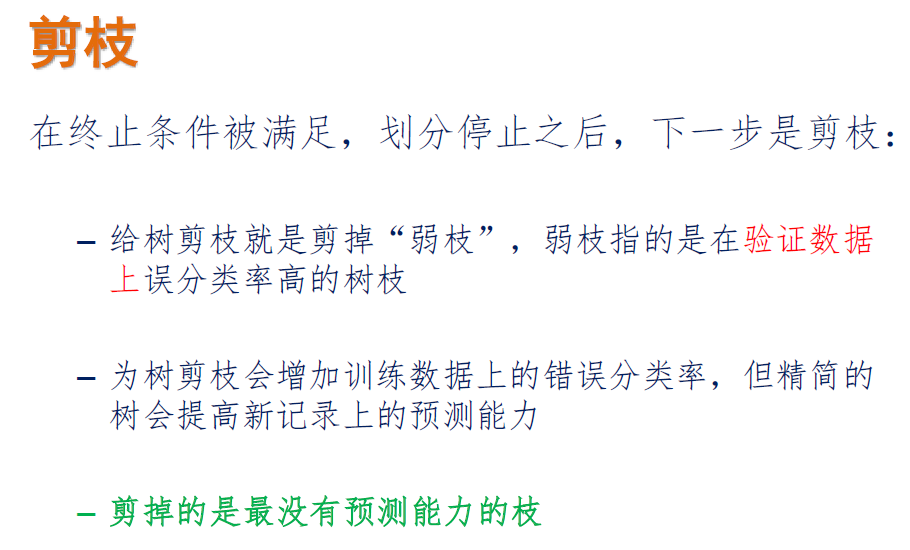 剪枝
在终止条件被满足，划分停止之后，下一步是剪枝：
– 给树剪枝就是剪掉“弱枝”，弱枝指的是在验证数据
上误分类率高的树枝
– 为树剪枝会增加训练数据上的错误分类率，但精简的
树会提高新记录上的预测能力
– 剪掉的是最没有预测能力的枝